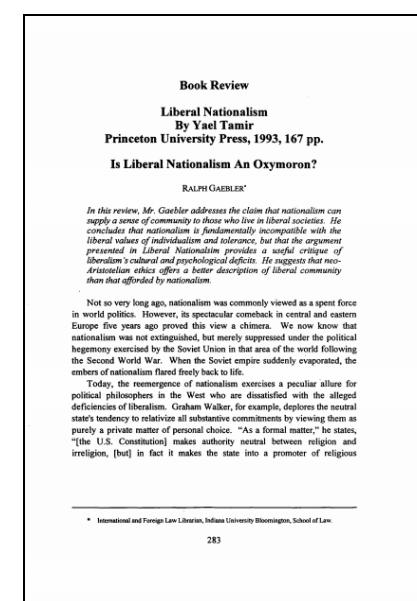 Book Review
Liberal Nationalism
By Yael Tamir
Princeton University Press, 1993, 167 pp.
Is Liberal Nationalism An Oxymoron?
RALPH GAEBLER*
In this review, Mr. Gaebler addresses the claim that nationalism can
supply a sense of community to those who live in liberal societies. He
concludes that nationalism is fundamentally incompatible with the
liberal values of individualism and tolerance, but that the argument
presented in Liberal Nationalsim provides a useful critique of
liberalism's cultural and psychological deficits. He suggests that neo-
Aristotelian ethics offers a better description of liberal community
than that afforded by nationalism.
Not so very long ago, nationalism was commonly viewed as a spent force
in world politics. However, its spectacular comeback in central and eastern
Europe five years ago proved this view a chimera. We now know that
nationalism was not extinguished, but merely suppressed under the political
hegemony exercised by the Soviet Union in that area of the world following
the Second World War. When the Soviet empire suddenly evaporated, the
embers of nationalism flared freely back to life.
Today, the reemergence of nationalism exercises a peculiar allure for
political philosophers in the West who are dissatisfied with the alleged
deficiencies of liberalism. Graham Walker, for example, deplores the neutral
state's tendency to relativize all substantive commitments by viewing them as
purely a private matter of personal choice. "As a formal matter," he states,
"[the U.S. Constitution] makes authority neutral between religion and
irreligion, [but] in fact it makes the state into a promoter of religious
* International and Foreign Law Librarian, Indiana University Bloomington, School of Law.
283